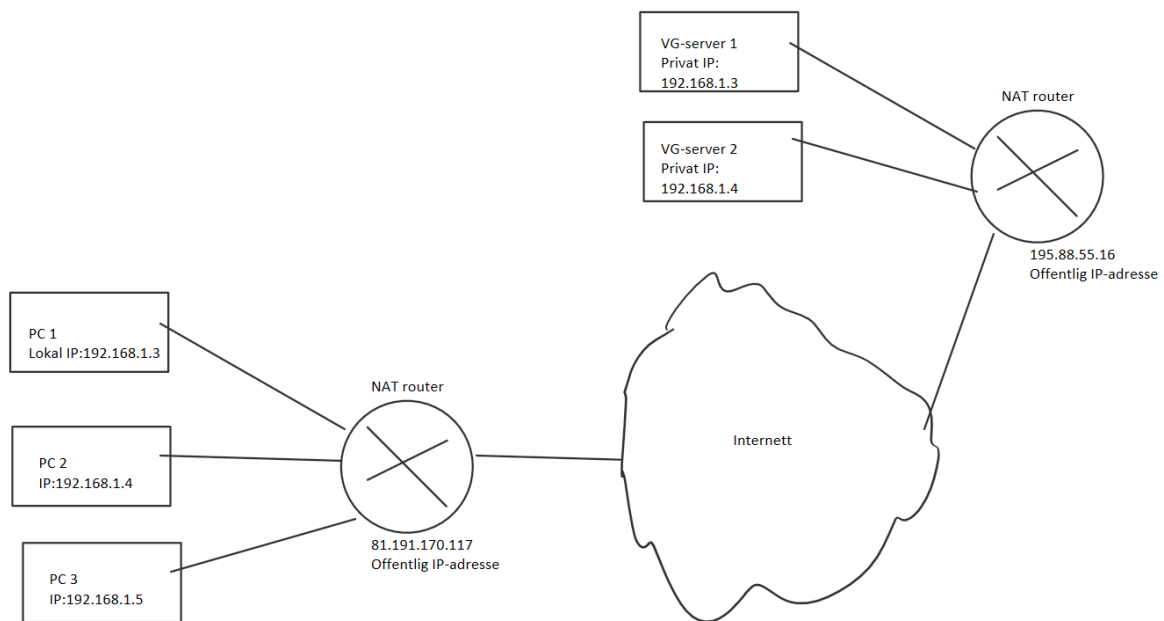 VG-server 1
Privat IP:
192.168.1.3
NAT router
VG-server 2
Privat IP:
192.168.1.4
195.88.55.16
Offentlig IP-adresse
PC 1
Lokal IP:192.168.1.3
NAT router
Internett
PC 2
IP:192.168.1.4
81.191.170.117
Offentlig IP-adresse
PC 3
IP:192.168.1.5